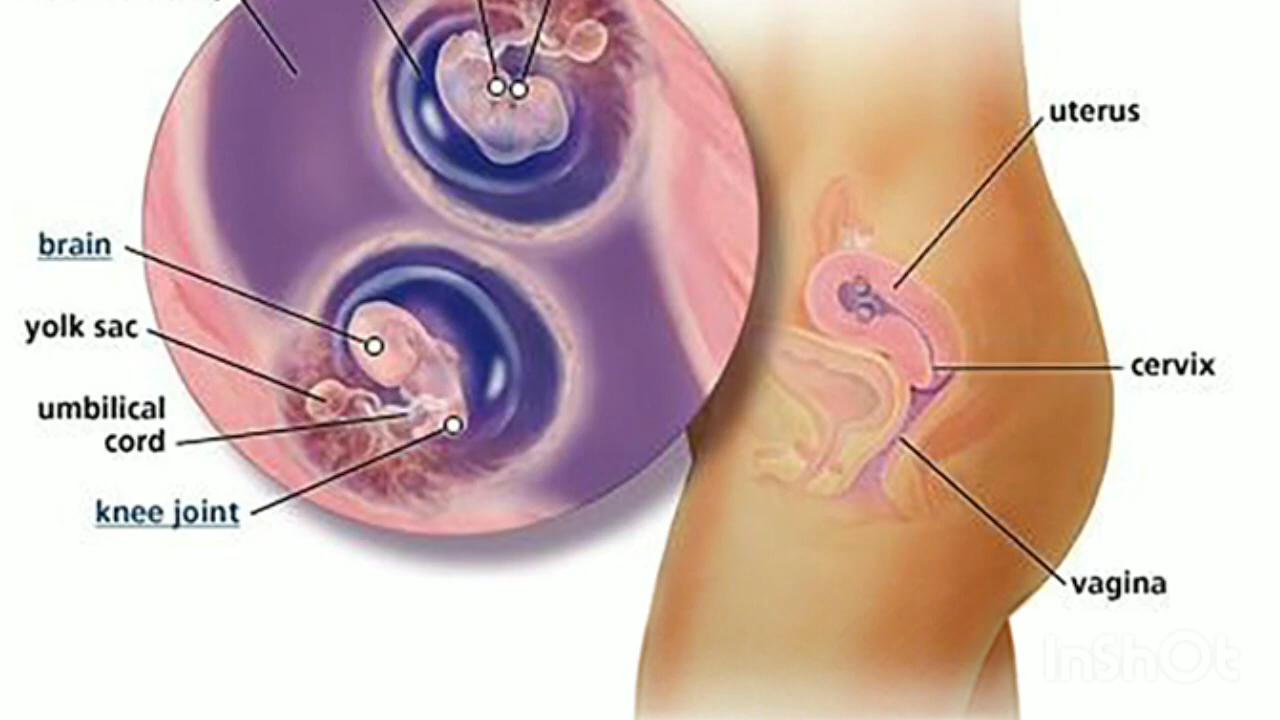 uterus
brain
yolk sac
cervix
umbilical
cord
knee joint
vagina
InShOt